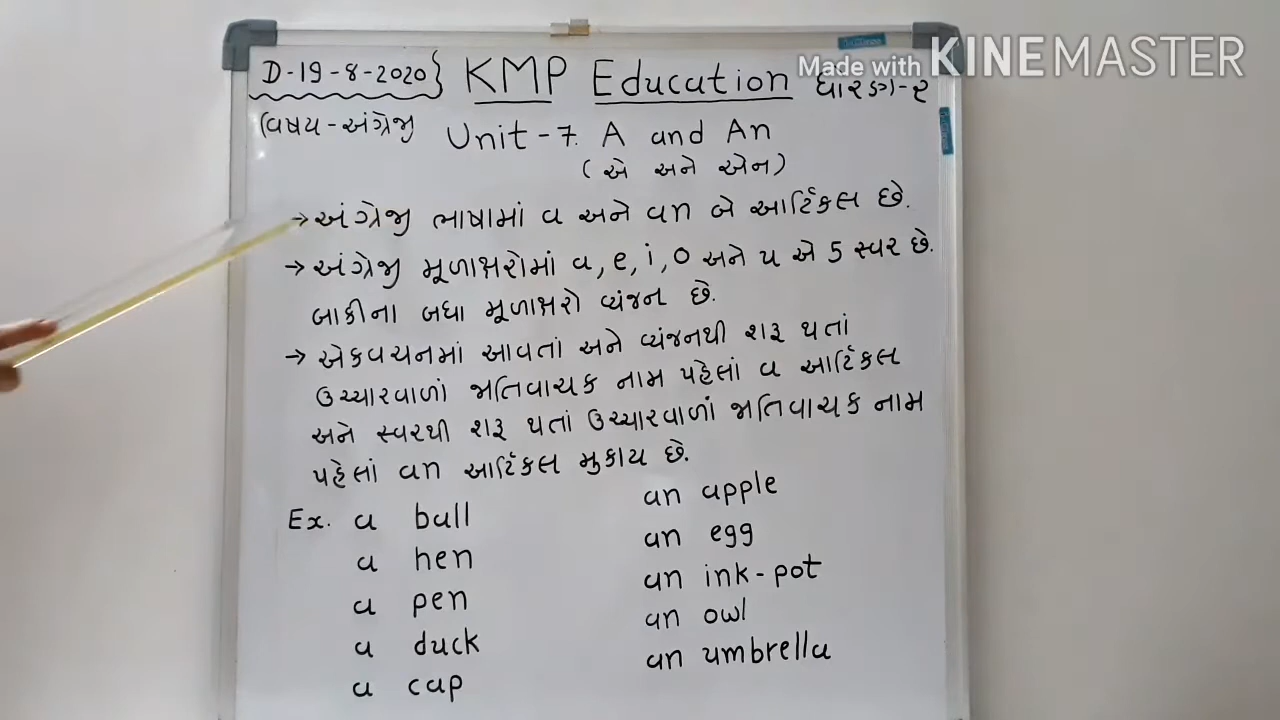 Made with KINEMASTER
D-19-8-2020 KMP Education ધોરણ-૨
વિષય-અંગ્રેજી Unit-7. A and An
(એ અને એન)
→ અંગ્રેજી ભાષામાં a અને an બે આર્ટિકલ છે.
→ અંગ્રેજી મૂળાક્ષરોમાં a, e, i, o અને u એ 5 સ્વર છે.
બાકીના બધા મૂળાક્ષરો વ્યંજન છે.
→ એકવચનમાં આવતાં અને વ્યંજનથી શરૂ થતાં
ઉચ્ચારવાળાં જાતિવાચક નામ પહેલાં a આર્ટિકલ
અને સ્વરથી શરૂ થતાં ઉચ્ચારવાળાં જાતિવાચક નામ
પહેલાં an આર્ટિકલ મુકાય છે.
Ex. a ball an apple
a hen an egg
a pen an ink-pot
a duck an owl
a cap an umbrella